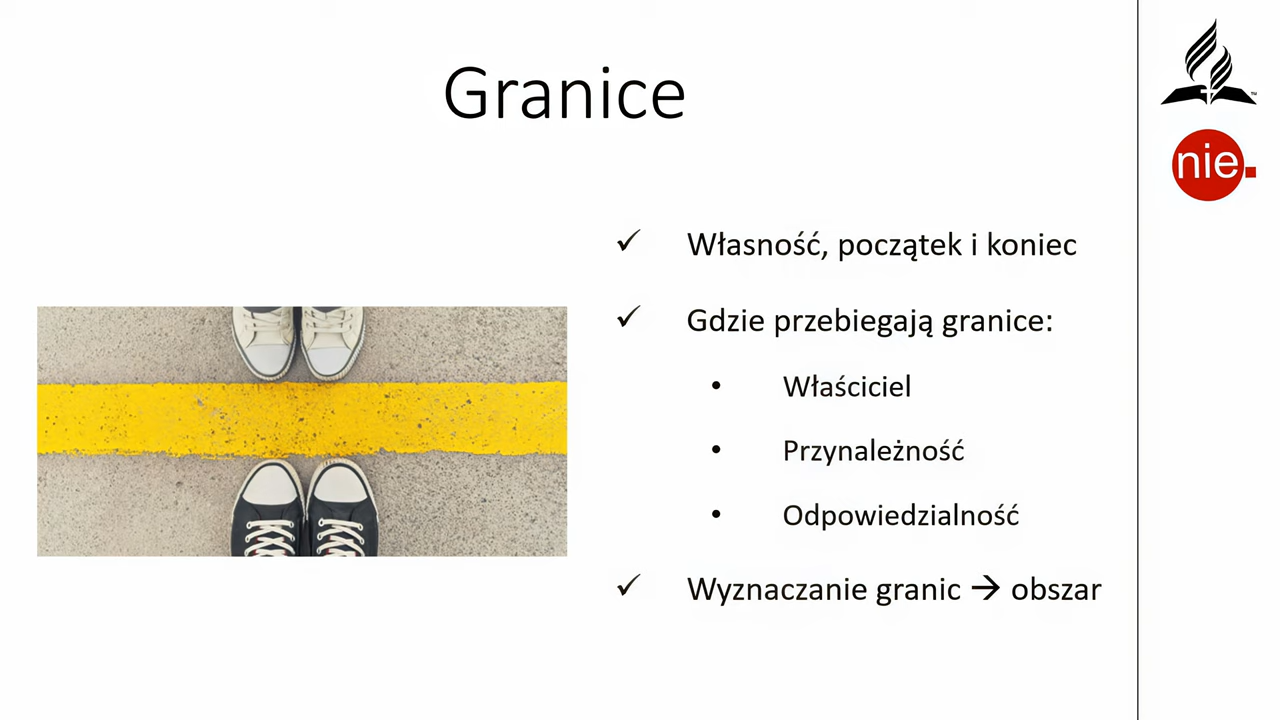 Granice
nie.
✓ Własność, początek i koniec
✓ Gdzie przebiegają granice:
• Właściciel
• Przynależność
• Odpowiedzialność
✓ Wyznaczanie granic → obszar